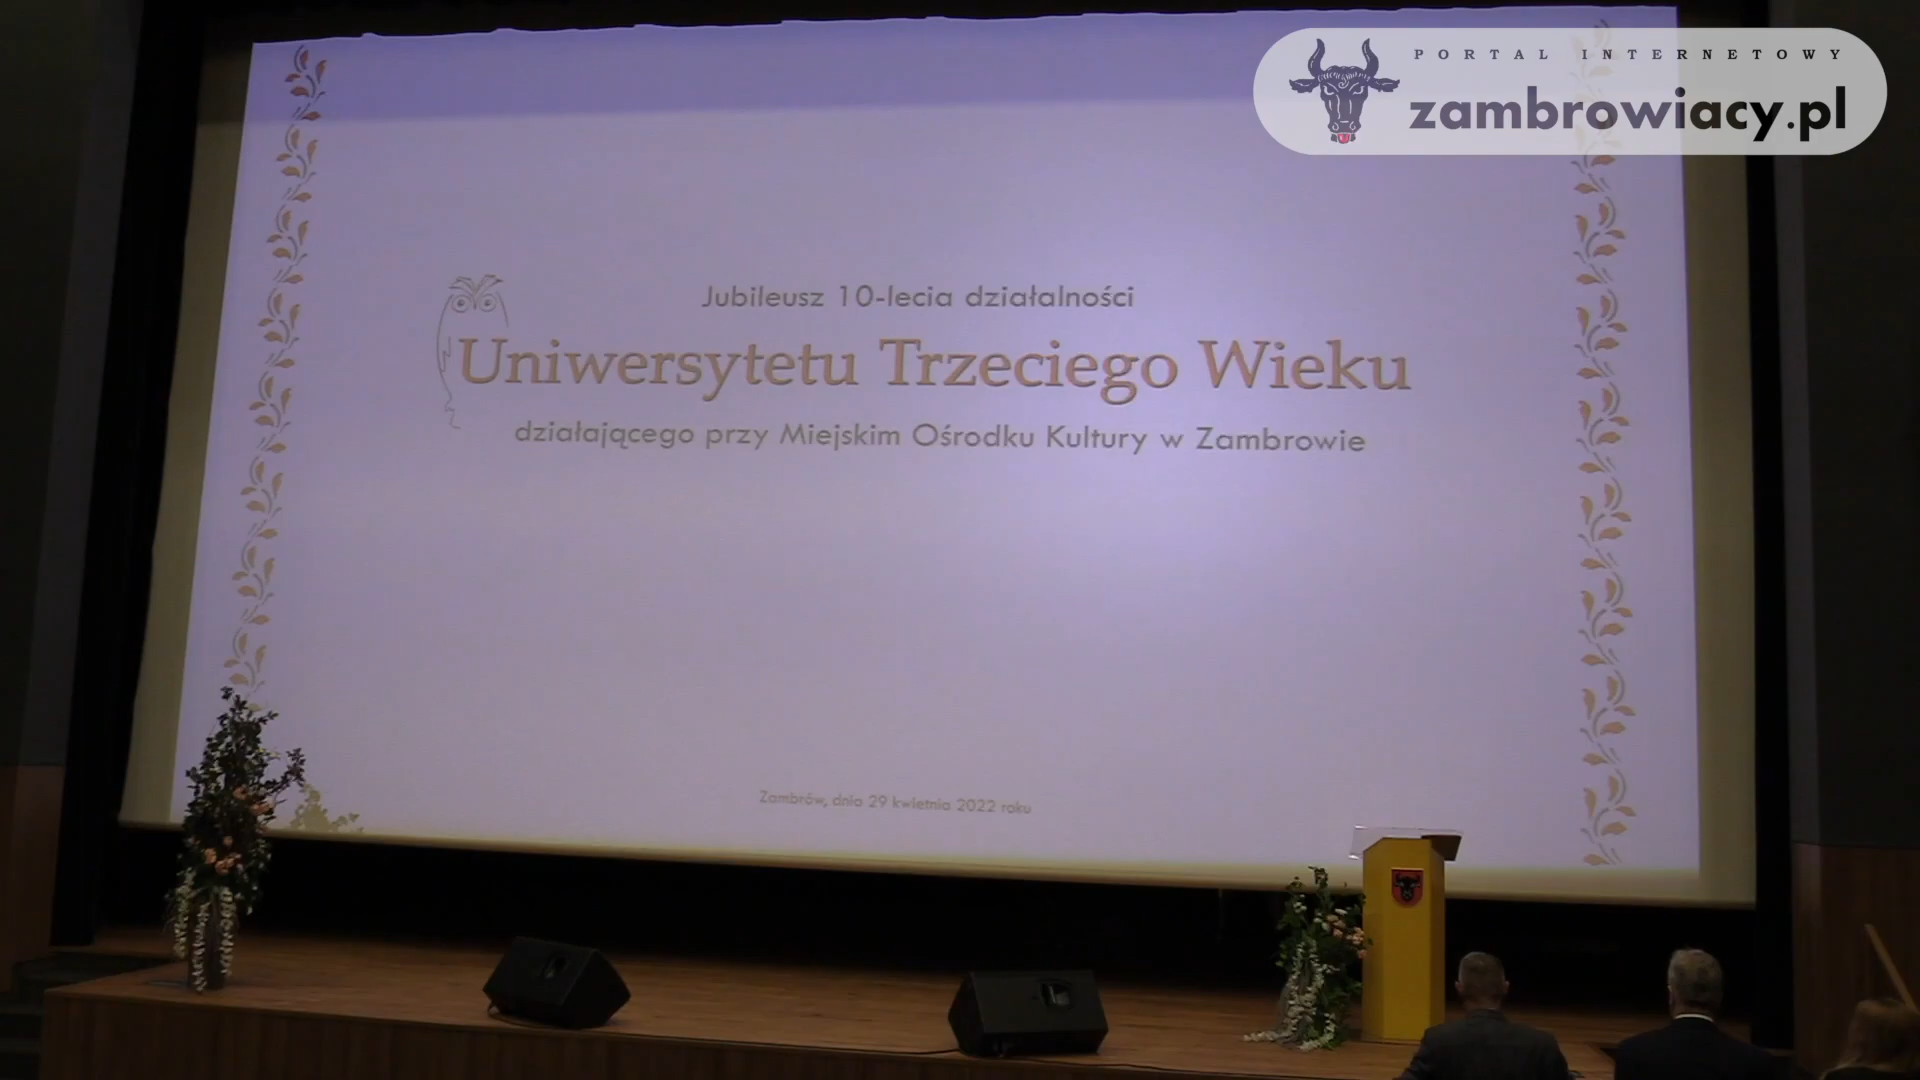 PORTAL INTERNETOWY
zambrowiacy.pl
Jubileusz 10-lecia działalności
Uniwersytetu Trzeciego Wieku
działającego przy Miejskim Ośrodku Kultury w Zambrowie
Zambrów, dnia 29 kwietnia 2022 roku